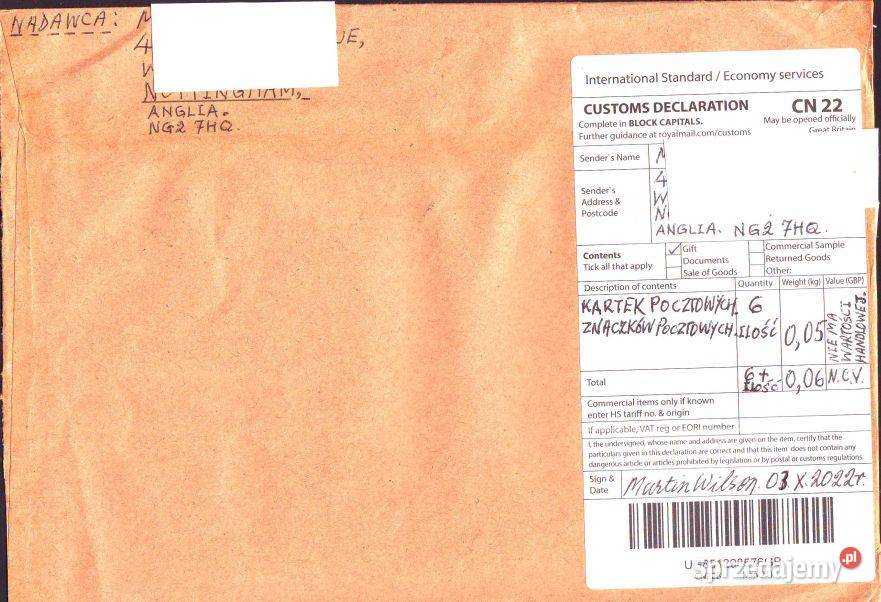 NADAWCA:
NOTTINGHAM,
ANGLIA.
NG2 7HQ.
International Standard / Economy services
CUSTOMS DECLARATION CN 22
Complete in BLOCK CAPITALS. May be opened officially
Further guidance at royalmail.com/customs Great Britain
Sender's Name
Sender's
Address &
Postcode
ANGLIA. NG2 7HQ.
Contents
Tick all that apply
Gift
Documents
Sale of Goods
Commercial Sample
Returned Goods
Other:
Description of contents Quantity Weight (kg) Value (GBP)
KARTEK POCZTOWYCH. 6
ZNACZKÓW POCZTOWYCH. ILOŚĆ 0,05
NIE MA
WARTOŚCI
HANDLOWEJ.
Total 6 + ILOŚĆ 0,06 N.C.V.
Commercial items only if known
enter HS tariff no. & origin
If applicable, VAT reg or EORI number
I, the undersigned, whose name and address are given on the item, certify that the
particulars given in this declaration are correct and that this item does not contain any
dangerous article or articles prohibited by legislation or by postal or customs regulations.
Sign &
Date
Martin Wilson. 03.X.2022r.
sprzedajemy.pl